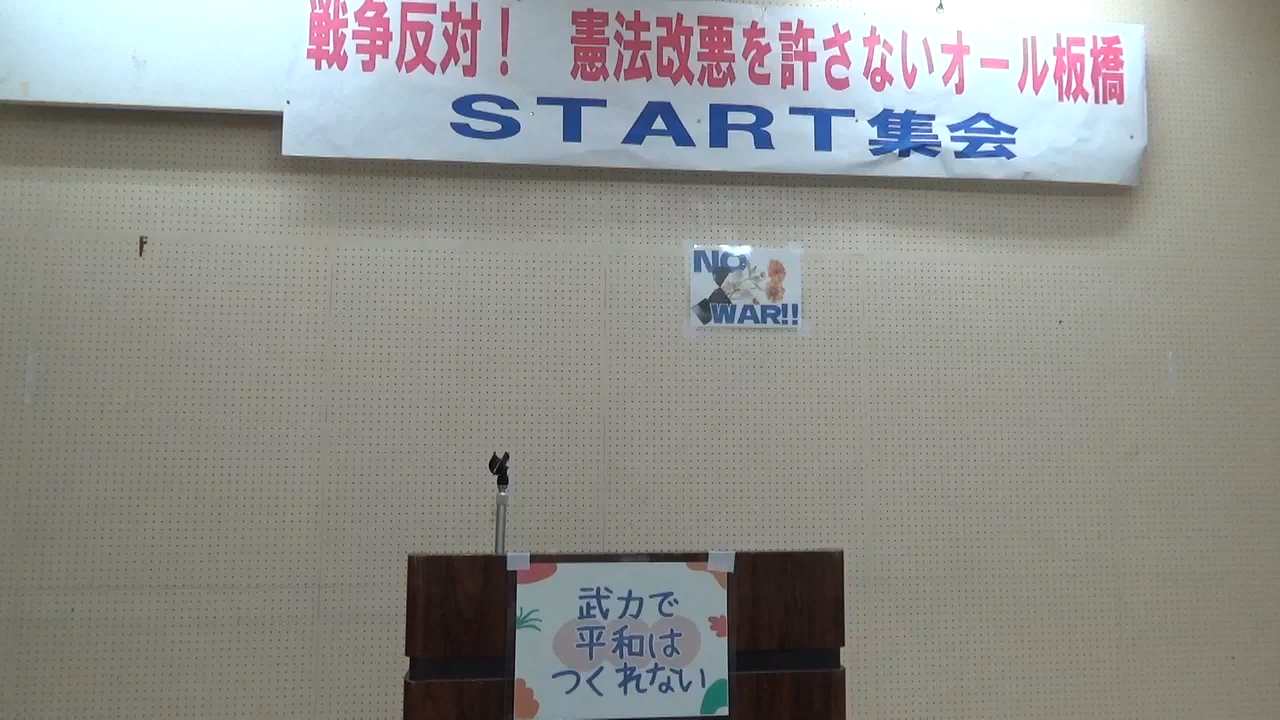 戦争反対！　憲法改悪を許さないオール板橋
START集会
NO
WAR!!
武力で
平和は
つくれない